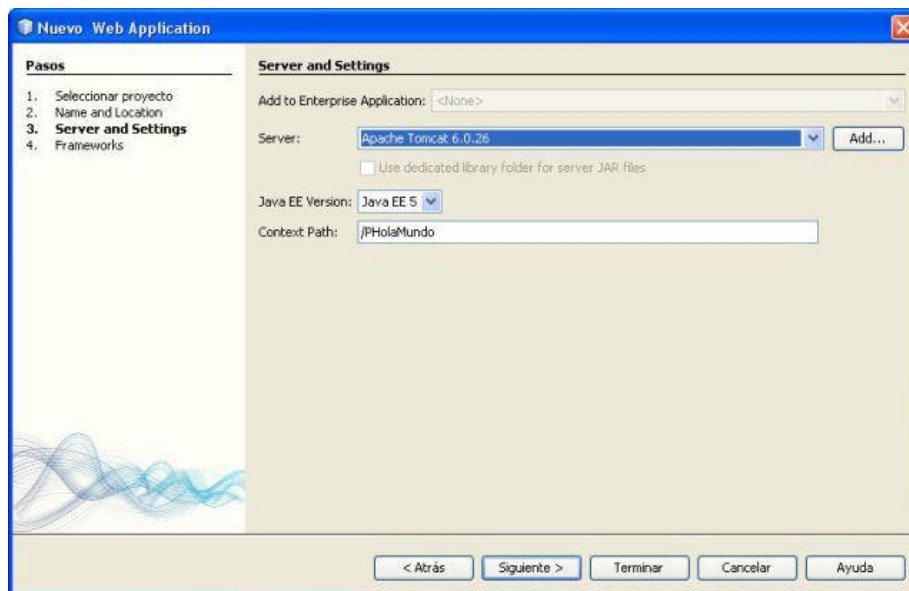 Nuevo Web Application
Pasos
1. Seleccionar proyecto
2. Name and Location
3. Server and Settings
4. Frameworks
Server and Settings
Add to Enterprise Application: <None>
Server: Apache Tomcat 6.0.26 Add...
Use dedicated library folder for server JAR files
Java EE Version: Java EE 5
Context Path: /PHolaMundo
< Atrás Siguiente > Terminar Cancelar Ayuda